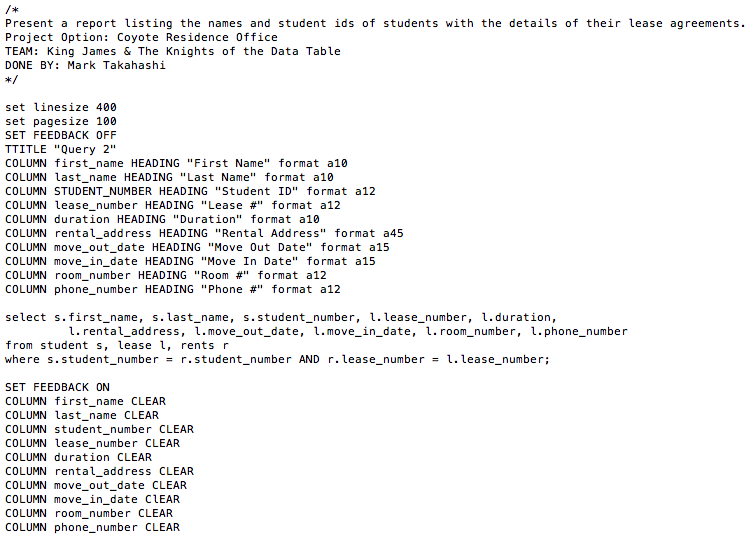 /*
Present a report listing the names and student ids of students with the details of their lease agreements.
Project Option: Coyote Residence Office
TEAM: King James & The Knights of the Data Table
DONE BY: Mark Takahashi
*/

set linesize 400
set pagesize 100
SET FEEDBACK OFF
TTITLE "Query 2"
COLUMN first_name HEADING "First Name" format a10
COLUMN last_name HEADING "Last Name" format a10
COLUMN STUDENT_NUMBER HEADING "Student ID" format a12
COLUMN lease_number HEADING "Lease #" format a12
COLUMN duration HEADING "Duration" format a10
COLUMN rental_address HEADING "Rental Address" format a45
COLUMN move_out_date HEADING "Move Out Date" format a15
COLUMN move_in_date HEADING "Move In Date" format a15
COLUMN room_number HEADING "Room #" format a12
COLUMN phone_number HEADING "Phone #" format a12

select s.first_name, s.last_name, s.student_number, l.lease_number, l.duration,
l.rental_address, l.move_out_date, l.move_in_date, l.room_number, l.phone_number
from student s, lease l, rents r
where s.student_number = r.student_number AND r.lease_number = l.lease_number;

SET FEEDBACK ON
COLUMN first_name CLEAR
COLUMN last_name CLEAR
COLUMN student_number CLEAR
COLUMN lease_number CLEAR
COLUMN duration CLEAR
COLUMN rental_address CLEAR
COLUMN move_out_date CLEAR
COLUMN move_in_date ClEAR
COLUMN room_number CLEAR
COLUMN phone_number CLEAR